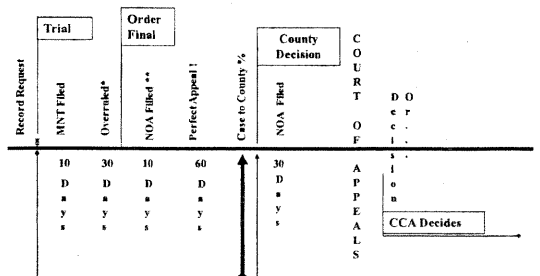 Trial
Order
Final
County
Decision
Record Request
MNT Filed
Overruled*
NOA Filled **
Perfect Appeal !
Case to County %
NOA Filed
COURT OF APPEALS
Decision
Or . . .
10 Days
30 Days
10 Days
60 Days
30 Days
CCA Decides